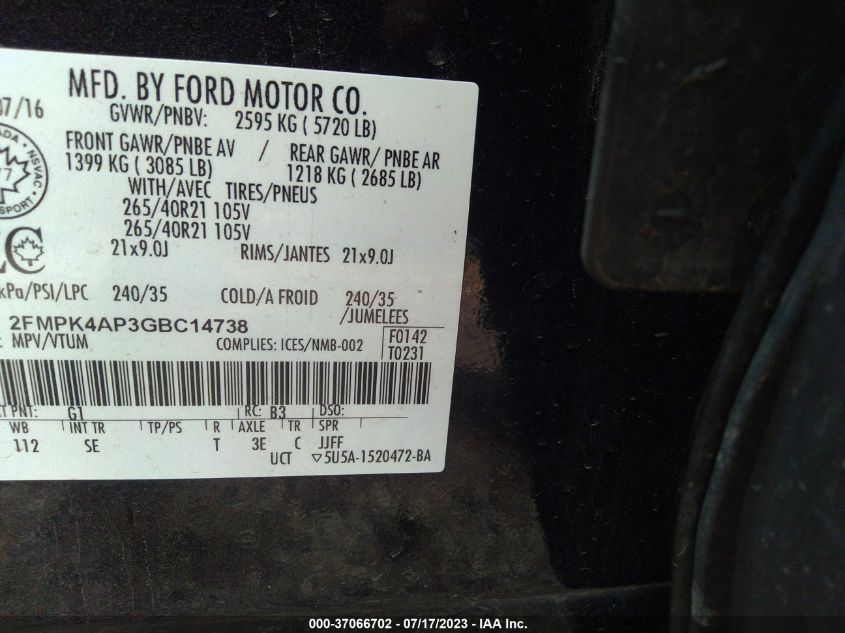 MFD. BY FORD MOTOR CO.
07/16
GVWR/PNBV: 2595 KG ( 5720 LB)
FRONT GAWR/PNBE AV / REAR GAWR/ PNBE AR
1399 KG ( 3085 LB) 1218 KG ( 2685 LB)
WITH/AVEC TIRES/PNEUS
265/40R21 105V
265/40R21 105V
21x9.0J RIMS/JANTES 21x9.0J
kPa/PSI/LPC 240/35 COLD/A FROID 240/35
/JUMELEES
2FMPK4AP3GBC14738
MPV/VTUM COMPLIES: ICES/NMB-002 F0142
T0231
PNT: G1 RC: B3 DSO:
WB INT TR TP/PS R AXLE TR SPR
112 SE T 3E C JJFF
UCT ▽5U5A-1520472-BA
NSVAC
000-37066702 - 07/17/2023 - IAA Inc.